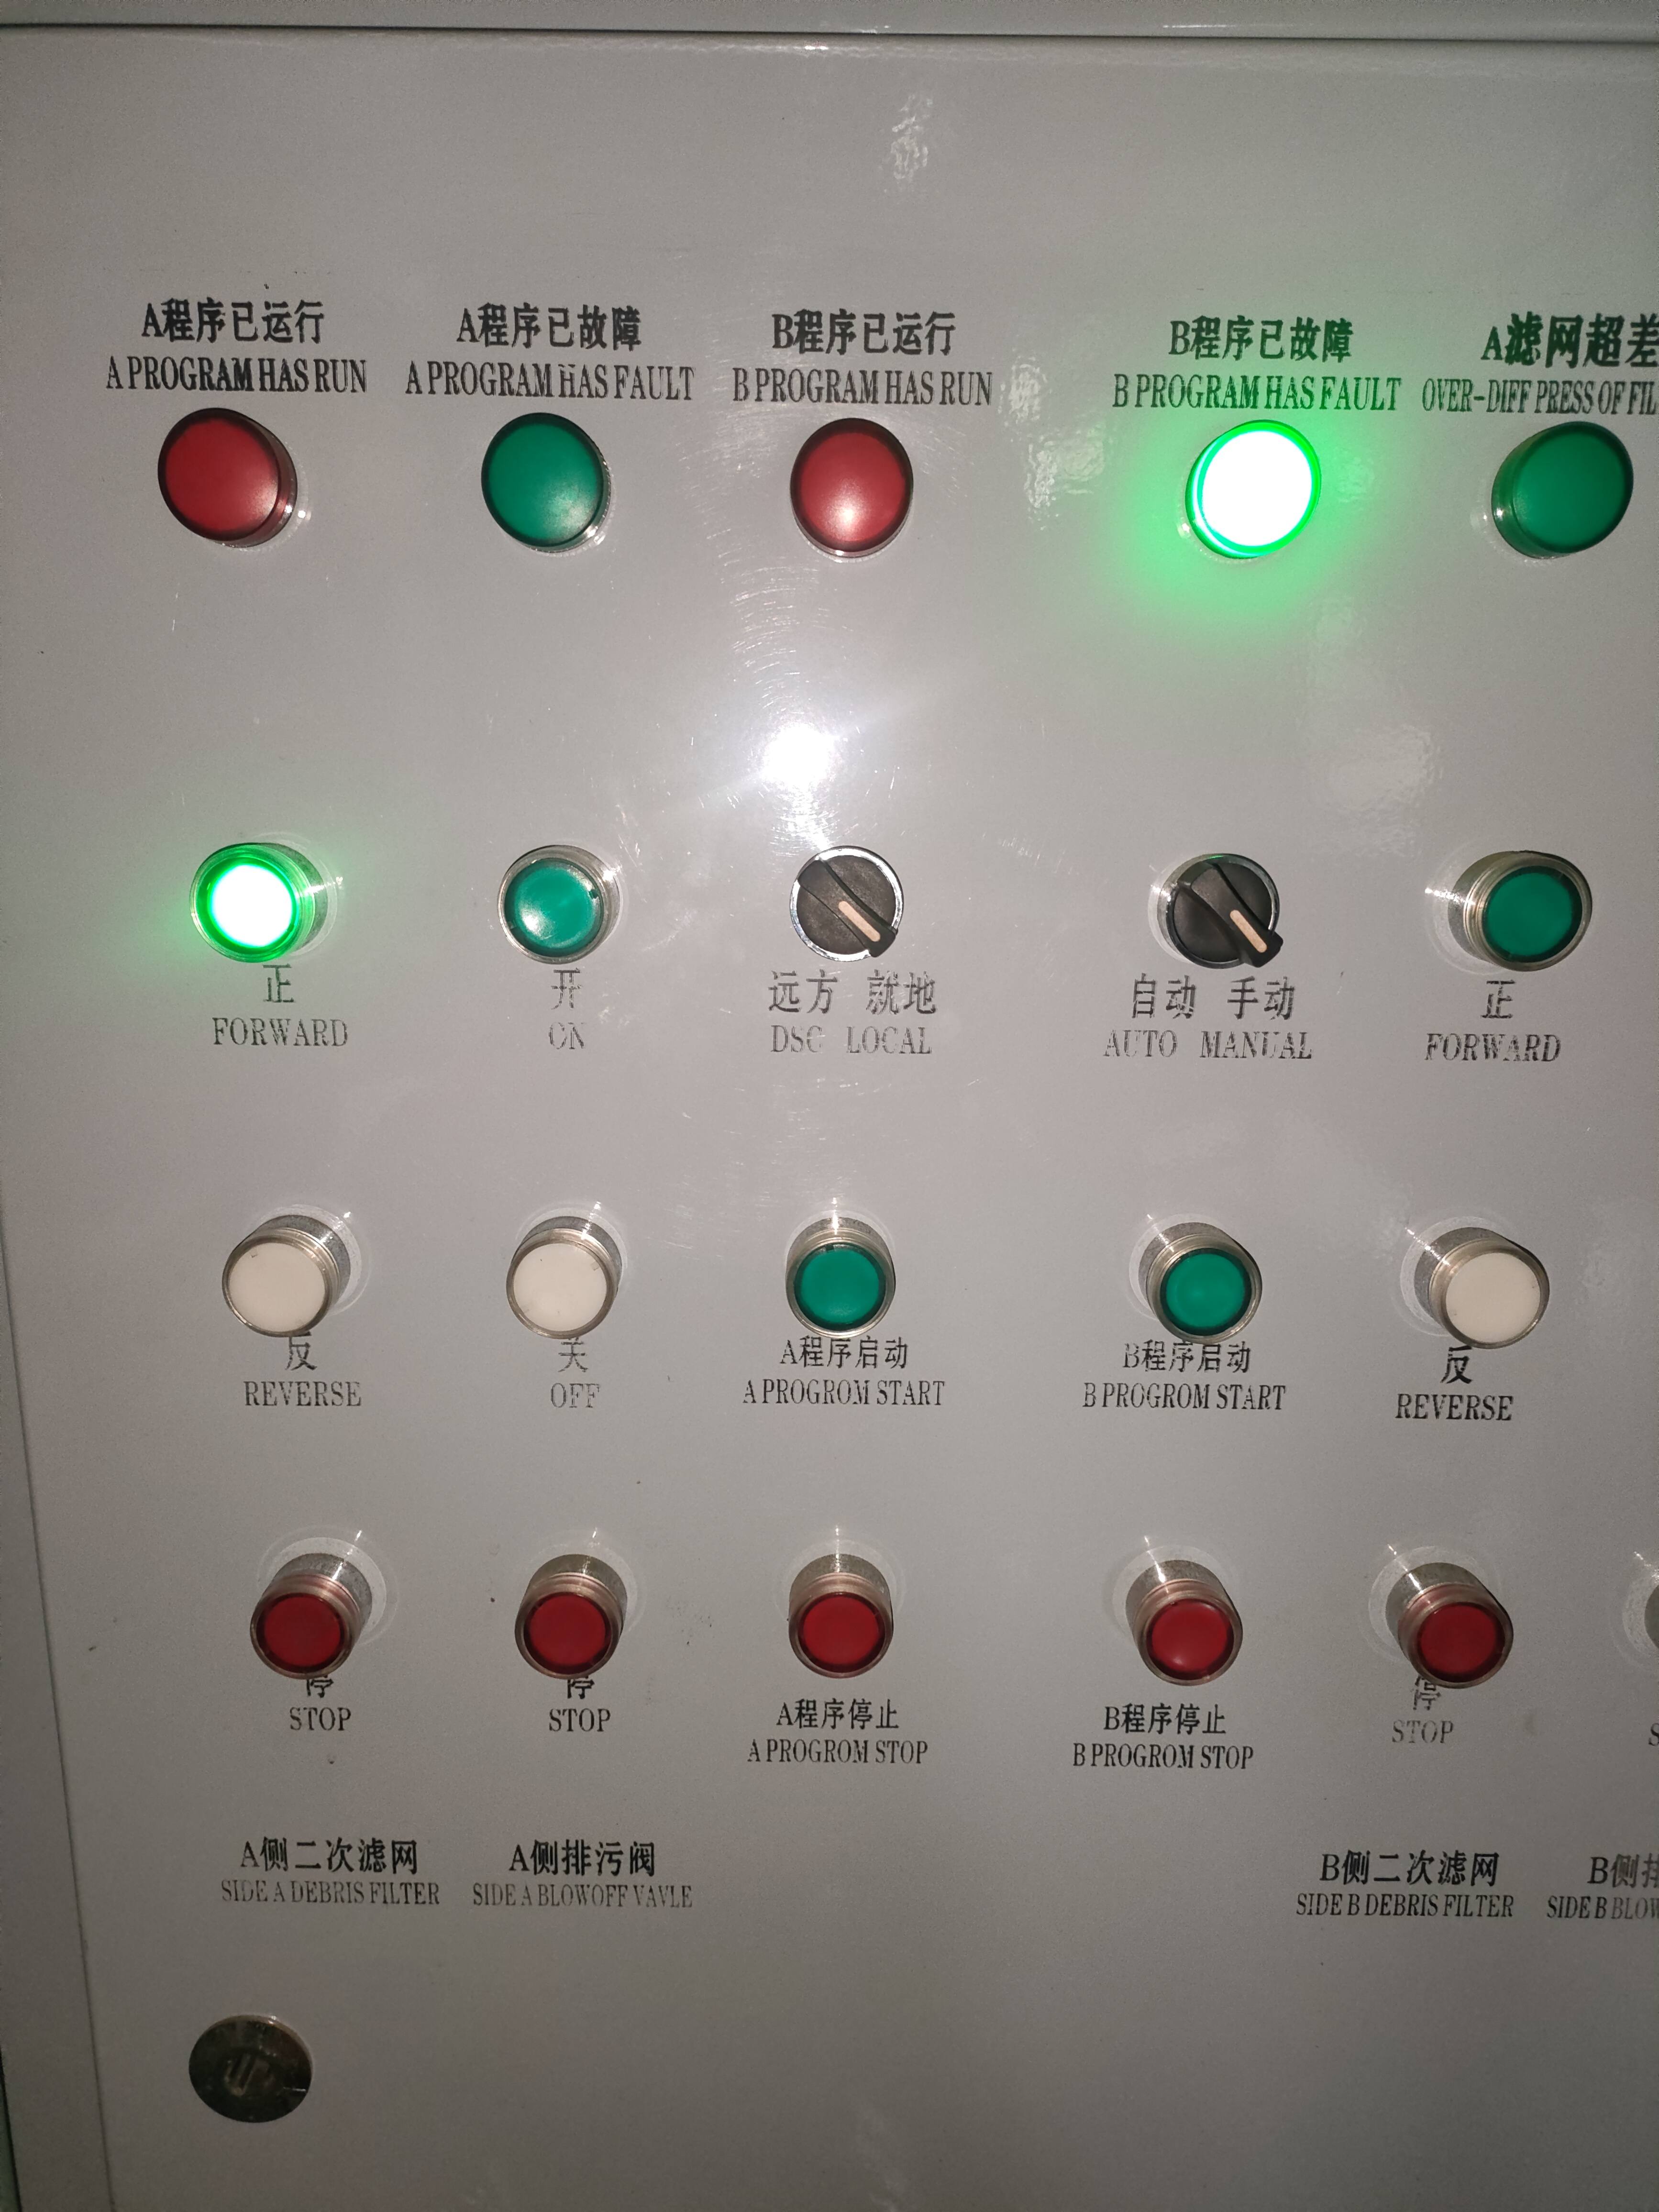 A程序已运行
A PROGRAM HAS RUN
A程序已故障
A PROGRAM HAS FAULT
B程序已运行
B PROGRAM HAS RUN
B程序已故障
B PROGRAM HAS FAULT
A滤网超差
OVER-DIFF PRESS OF FIL
正
FORWARD
开
ON
远方 就地
DSC LOCAL
自动 手动
AUTO MANUAL
正
FORWARD
反
REVERSE
关
OFF
A程序启动
A PROGROM START
B程序启动
B PROGROM START
反
REVERSE
停
STOP
停
STOP
A程序停止
A PROGROM STOP
B程序停止
B PROGROM STOP
停
STOP
S
A侧二次滤网
SIDE A DEBRIS FILTER
A侧排污阀
SIDE A BLOWOFF VAVLE
B侧二次滤网
SIDE B DEBRIS FILTER
B侧排
SIDE B BLOW